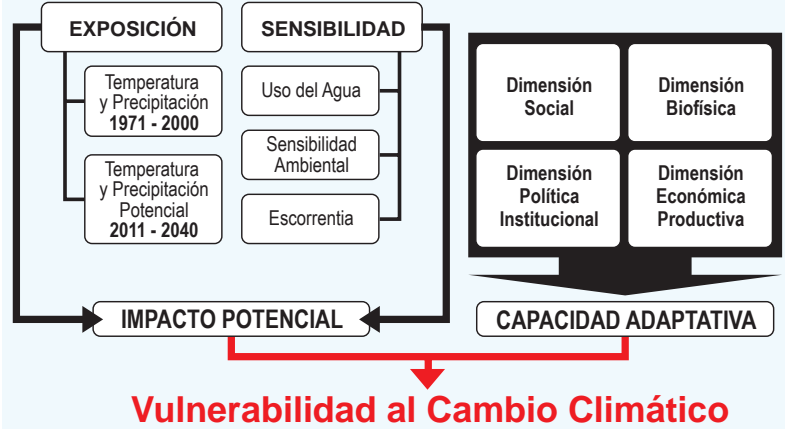 EXPOSICIÓN
Temperatura
y Precipitación
1971 - 2000
Temperatura
y Precipitación
Potencial
2011 - 2040
SENSIBILIDAD
Uso del Agua
Sensibilidad
Ambiental
Escorrentia
Dimensión
Social
Dimensión
Biofísica
Dimensión
Política
Institucional
Dimensión
Económica
Productiva
IMPACTO POTENCIAL
CAPACIDAD ADAPTATIVA
Vulnerabilidad al Cambio Climático